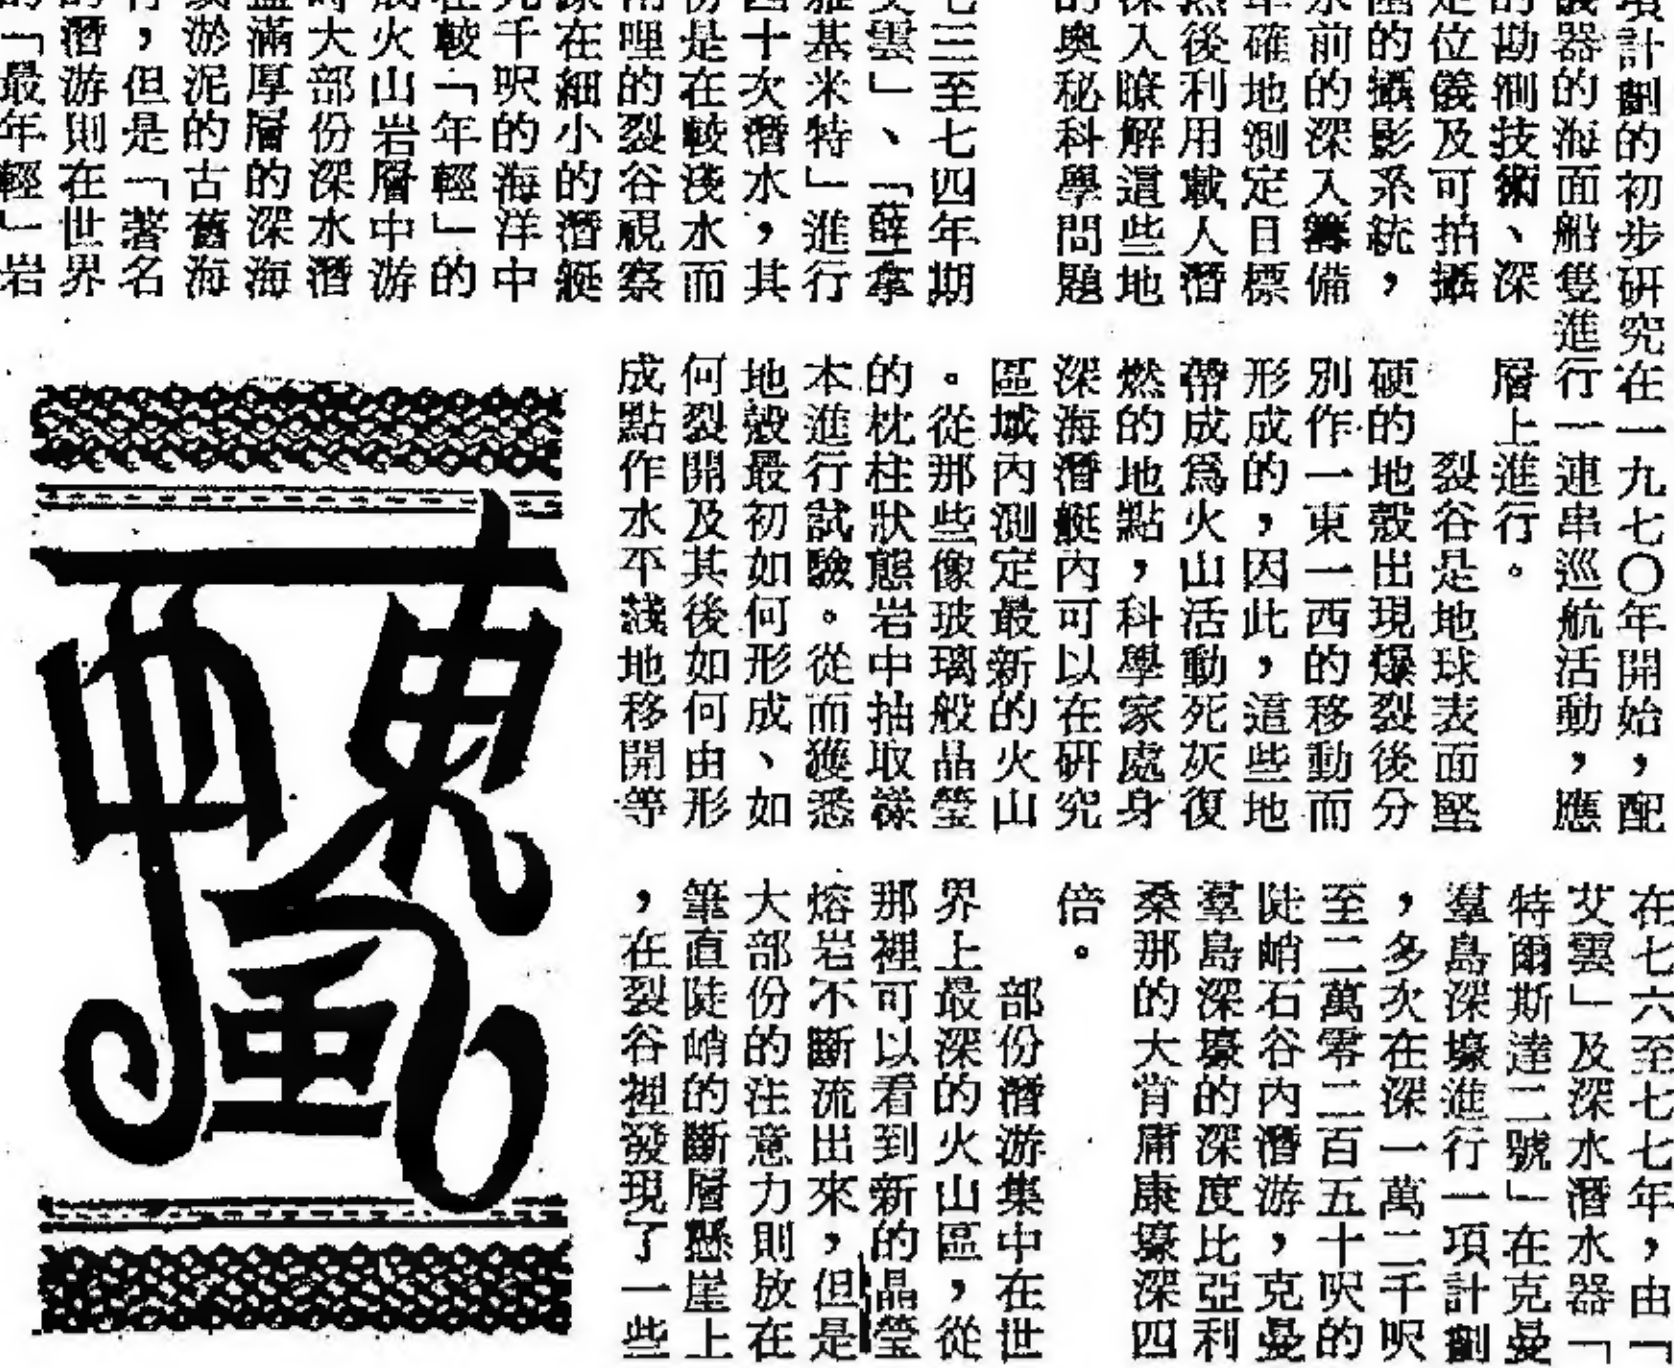 項計劃的初步研究在一九七〇年開始，配
儀器的海面船隻進行一連串巡航活動，應
的勘測技術、深
定位儀及可拍攝
圍的攝影系統，
水前的深入籌備
準確地測定目標
然後利用載人潛
深入瞭解這些地
的奧秘科學問題
七三至七四年期
艾雲」、「薛拿
雅基米特」進行
四十次潛水，其
份是在較淺水而
哩的裂谷視察
家在細小的潛艇
九千呎的海洋中
在較「年輕」的
成火山岩層中游
時大部份深水潛
蓋滿厚層的深海
淤泥的古舊海
，但是「著名
的潛游則在世界
的「最年輕」岩
層上進行。
裂谷是地球表面堅
硬的地殼出現爆裂後分
別作一東一西的移動而
形成的，因此，這些地
帶成爲火山活動死灰復
燃的地點，科學家處身
深海潛艇內可以在研究
區域內測定最新的火山
。從那些像玻璃般晶瑩
的枕柱狀態岩中抽取樣
本進行試驗。從而獲悉
地殼最初如何形成、如
何裂開及其後如何由形
成點作水平淺地移開等
在七六至七七年，由一
艾雲」及深水潛水器「
特爾斯達二號」在克曼
羣島深壕進行一項計劃
，多次在深一萬二千呎
至二萬零二百五十呎的
陡峭石谷內潛游，克曼
羣島深壕的深度比亞利
桑那的大肯庸康壕深四
倍。
部份潛游集中在世
界上最深的火山區，從
那裡可以看到新的晶瑩
熔岩不斷流出來，但是
大部份的注意力則放在
筆直陡峭的斷層懸崖上
，在裂谷裡發現了一些
東西